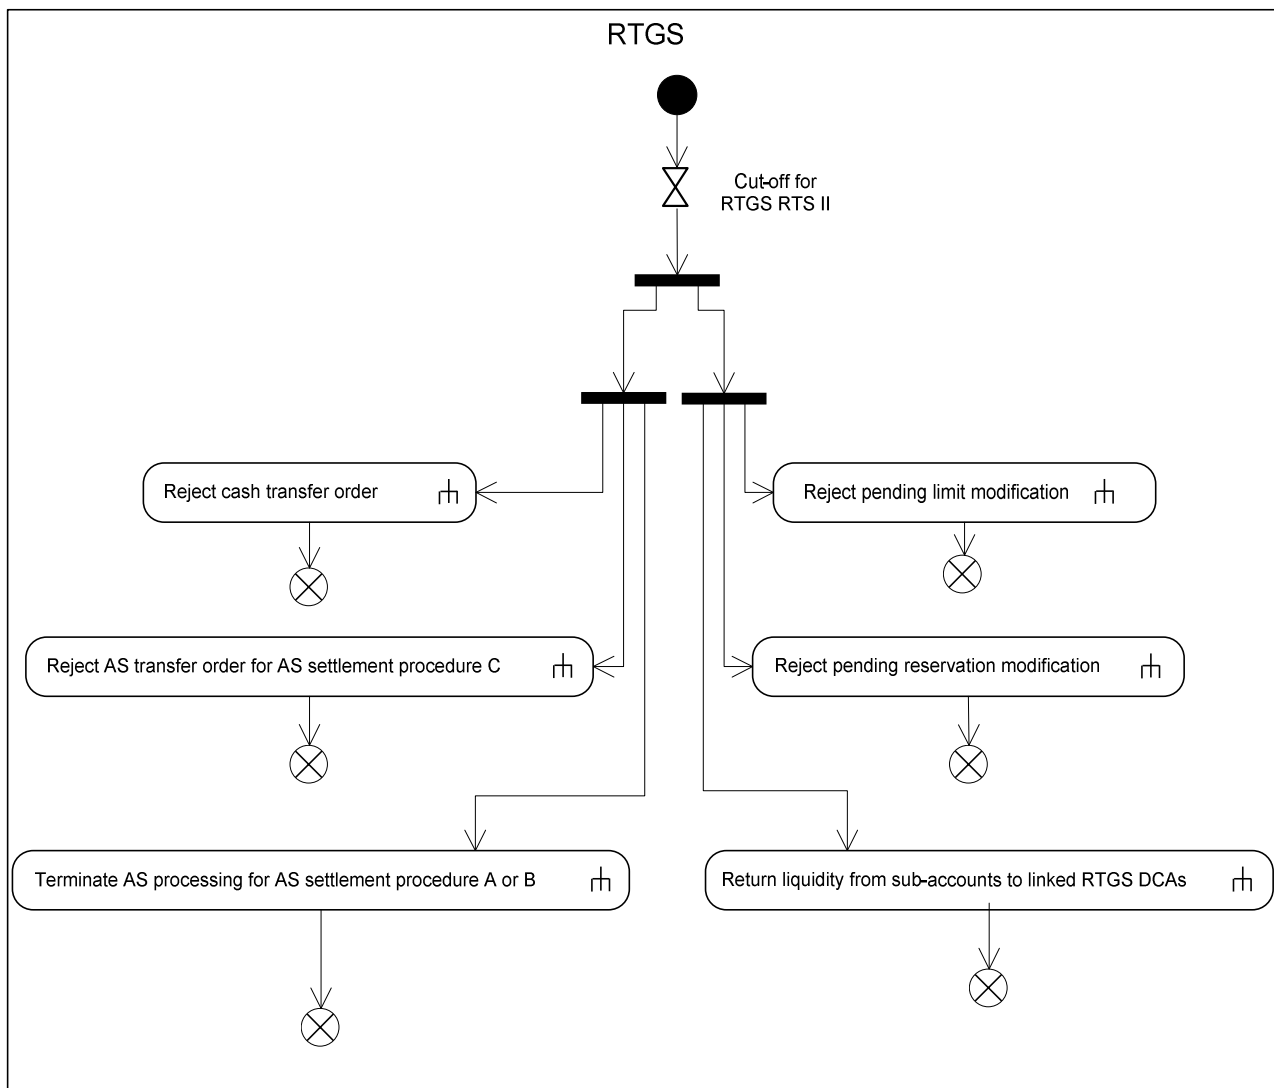 RTGS
Cut-off for
RTGS RTS II
Reject cash transfer order
Reject pending limit modification
Reject AS transfer order for AS settlement procedure C
Reject pending reservation modification
Terminate AS processing for AS settlement procedure A or B
Return liquidity from sub-accounts to linked RTGS DCAs